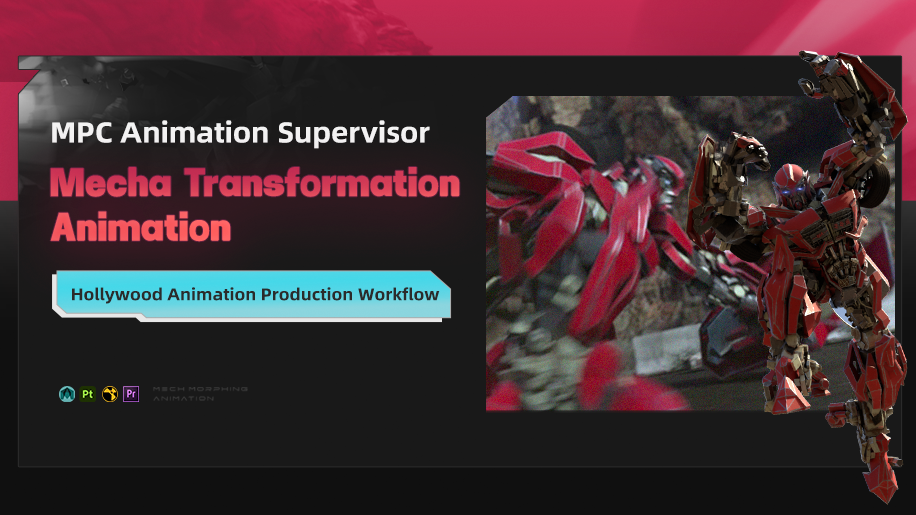 MPC Animation Supervisor
Mecha Transformation
Animation
Hollywood Animation Production Workflow
Pt
Pr
MECH MORPHING
ANIMATION